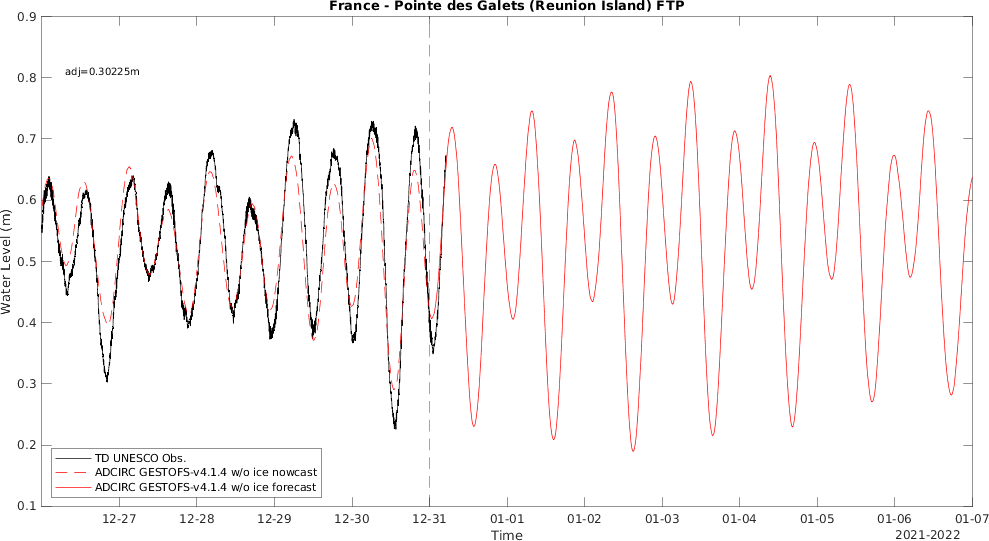 France - Pointe des Galets (Reunion Island) FTP
0.9
0.8
0.7
0.6
0.5
0.4
0.3
0.2
0.1
Water Level (m)
adj=0.30225m
TD UNESCO Obs.
ADCIRC GESTOFS-v4.1.4 w/o ice nowcast
ADCIRC GESTOFS-v4.1.4 w/o ice forecast
12-27 12-28 12-29 12-30 12-31 01-01 01-02 01-03 01-04 01-05 01-06 01-07
Time
2021-2022